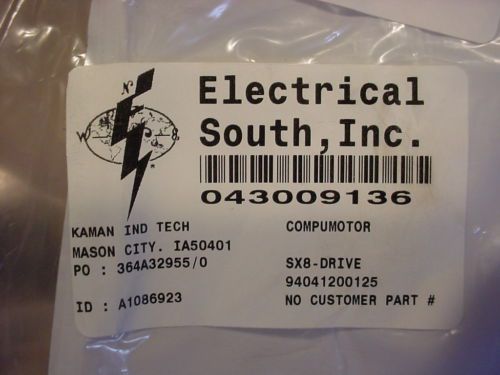 N
W
E
S
Electrical
South, Inc.
043009136
KAMAN IND TECH
MASON CITY. IA50401
PO : 364A32955/0
ID : A1086923
COMPUMOTOR
SX8-DRIVE
94041200125
NO CUSTOMER PART #